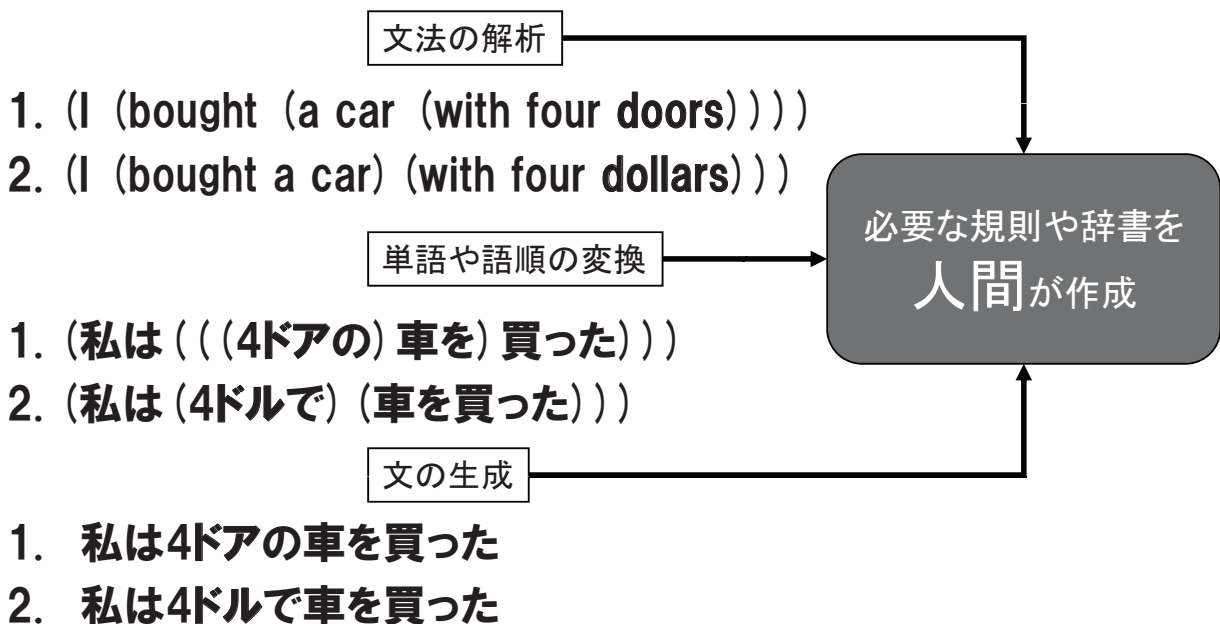 文法の解析
1. (I (bought (a car (with four doors))))
2. (I (bought a car) (with four dollars)))
必要な規則や辞書を
人間が作成
単語や語順の変換
1. (私は(((4ドアの)車を)買った)))
2. (私は(4ドルで)(車を買った)))
文の生成
1. 私は4ドアの車を買った
2. 私は4ドルで車を買った